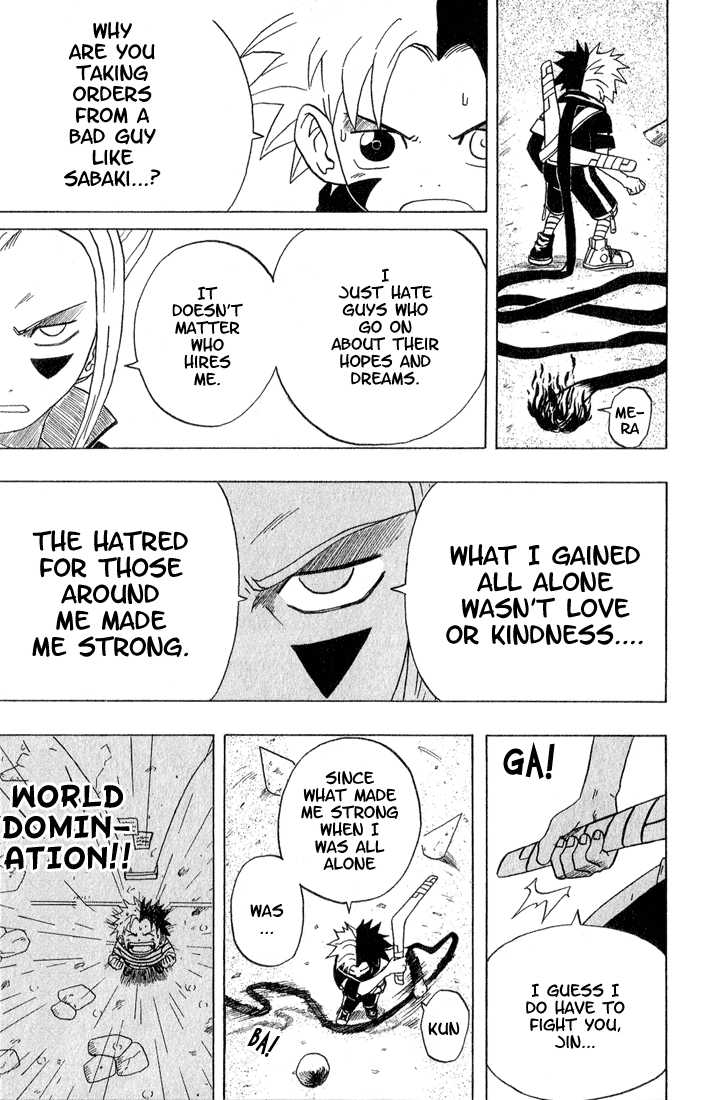 ME-
RA
WHY
ARE YOU
TAKING
ORDERS
FROM A
BAD GUY
LIKE
SABAKI...?
I
JUST HATE
GUYS WHO
GO ON
ABOUT THEIR
HOPES AND
DREAMS.
IT
DOESN'T
MATTER
WHO
HIRES
ME.
WHAT I GAINED
ALL ALONE
WASN'T LOVE
OR KINDNESS....
THE HATRED
FOR THOSE
AROUND
ME MADE
ME STRONG.
GA!
I GUESS I
DO HAVE TO
FIGHT YOU,
JIN...
SINCE
WHAT MADE
ME STRONG
WHEN I
WAS ALL
ALONE
WAS
...
KUN
BA!
WORLD
DOMIN-
ATION!!